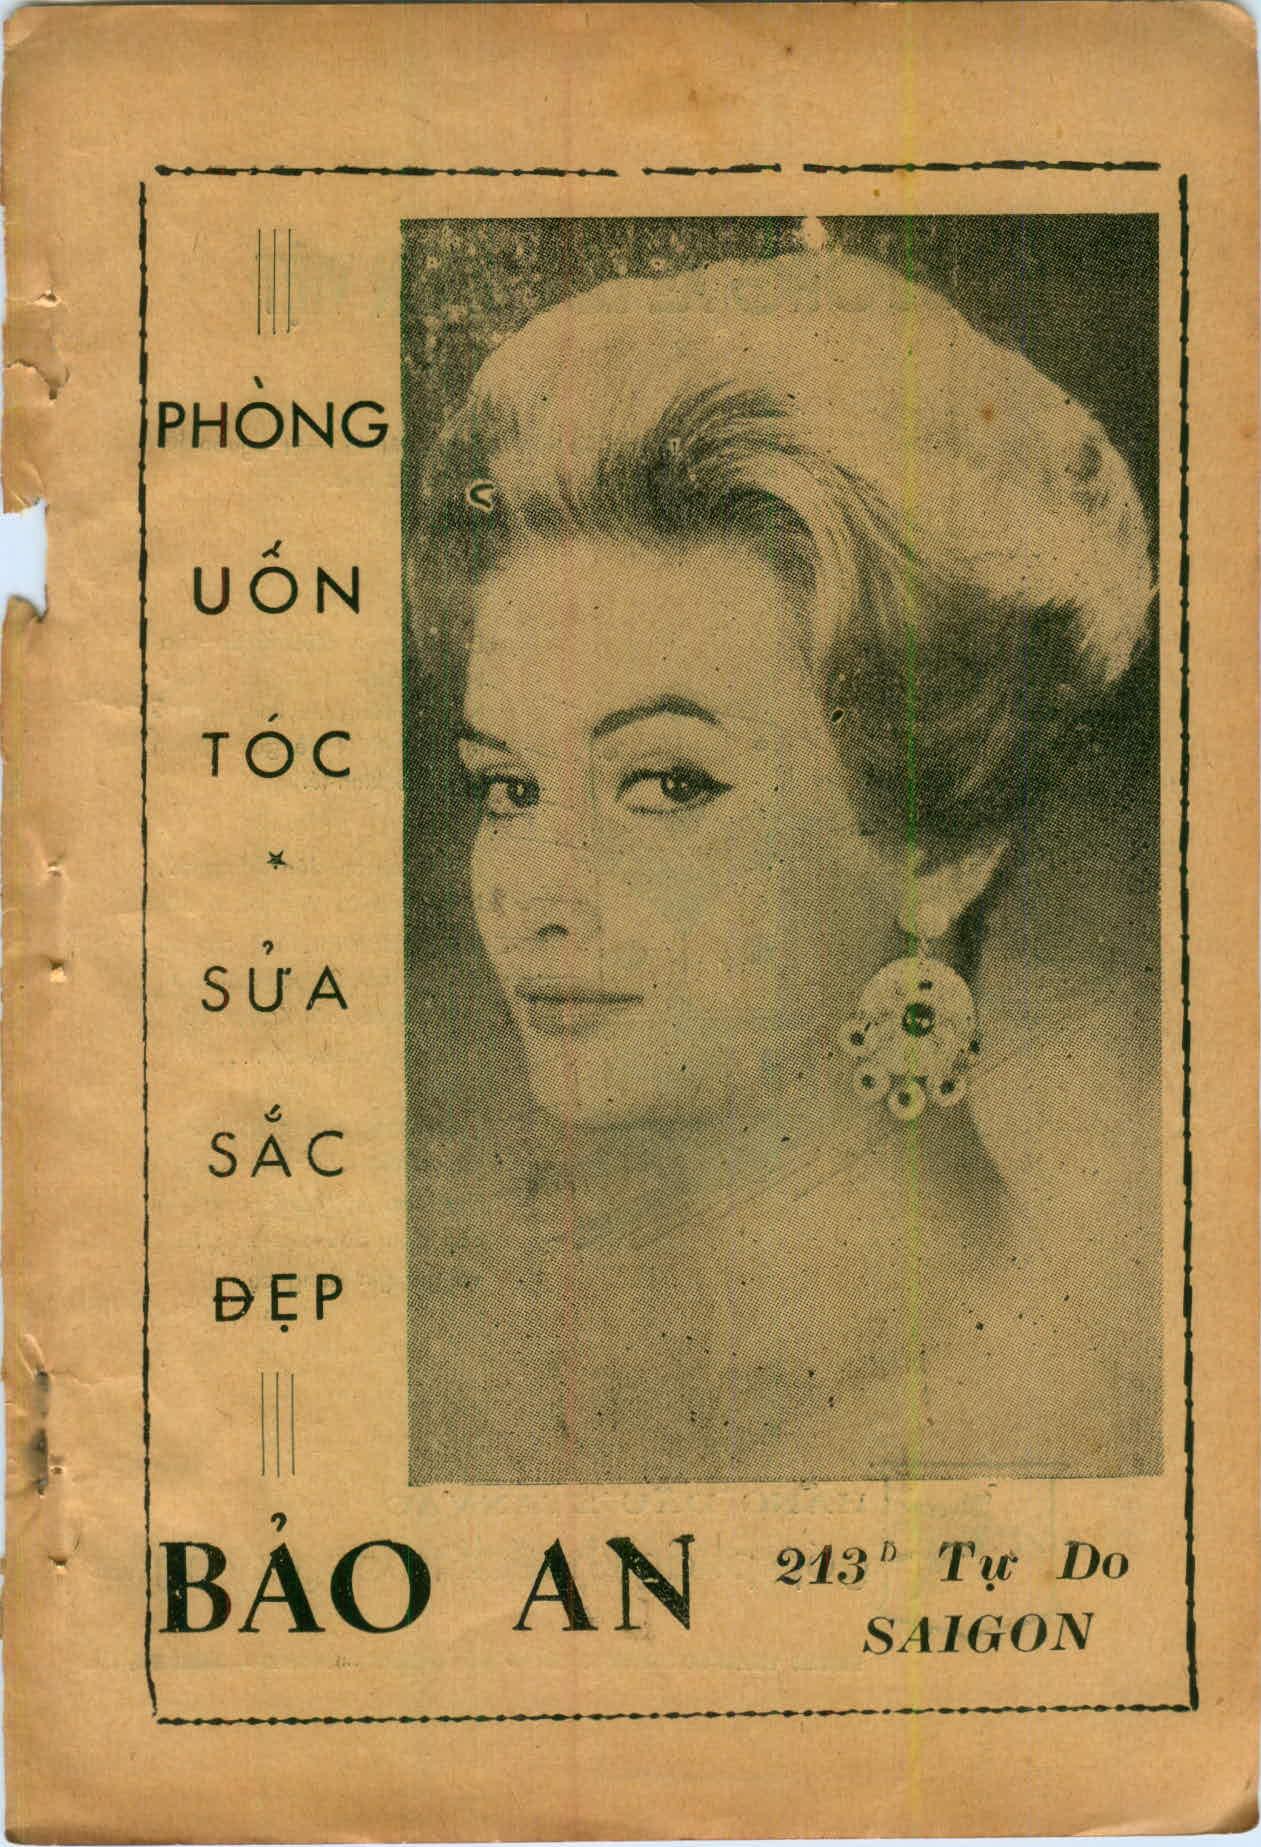 PHÒNG
UỐN
TÓC
★
SỬA
SẮC
ĐẸP
BẢO AN
213D Tự Do
SAIGON